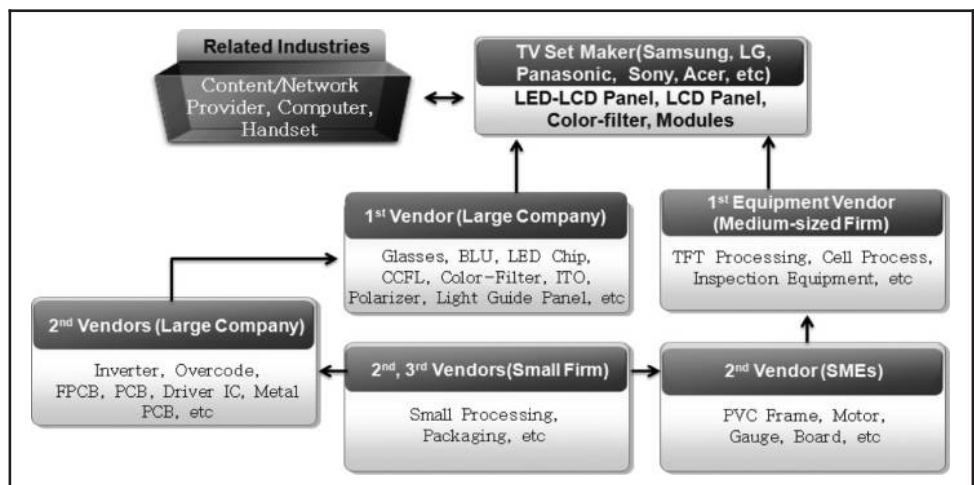 Related Industries
Content/Network
Provider, Computer,
Handset
TV Set Maker(Samsung, LG,
Panasonic, Sony, Acer, etc)
LED-LCD Panel, LCD Panel,
Color-filter, Modules
1st Vendor (Large Company)
Glasses, BLU, LED Chip,
CCFL, Color-Filter, ITO,
Polarizer, Light Guide Panel, etc
1st Equipment Vendor
(Medium-sized Firm)
TFT Processing, Cell Process,
Inspection Equipment, etc
2nd Vendors (Large Company)
Inverter, Overcode,
FPCB, PCB, Driver IC, Metal
PCB, etc
2nd, 3rd Vendors(Small Firm)
Small Processing,
Packaging, etc
2nd Vendor (SMEs)
PVC Frame, Motor,
Gauge, Board, etc